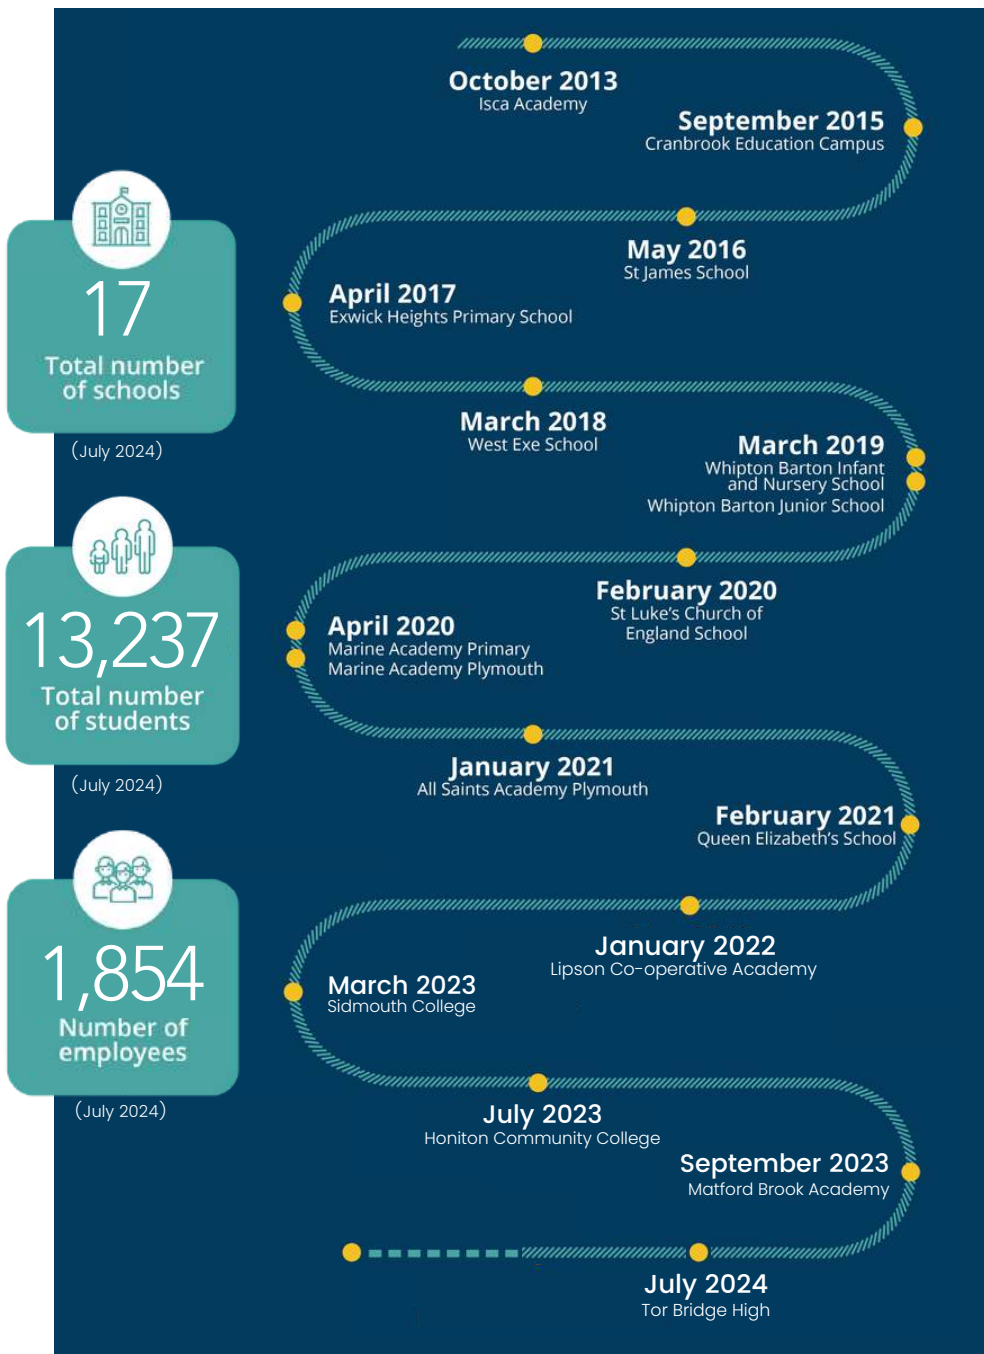 October 2013
Isca Academy
September 2015
Cranbrook Education Campus
May 2016
St James School
April 2017
Exwick Heights Primary School
March 2018
West Exe School
March 2019
Whipton Barton Infant
and Nursery School
Whipton Barton Junior School
February 2020
St Luke's Church of
England School
April 2020
Marine Academy Primary
Marine Academy Plymouth
January 2021
All Saints Academy Plymouth
February 2021
Queen Elizabeth's School
January 2022
Lipson Co-operative Academy
March 2023
Sidmouth College
July 2023
Honiton Community College
September 2023
Matford Brook Academy
July 2024
Tor Bridge High
17
Total number
of schools
(July 2024)
13,237
Total number
of students
(July 2024)
1,854
Number of
employees
(July 2024)